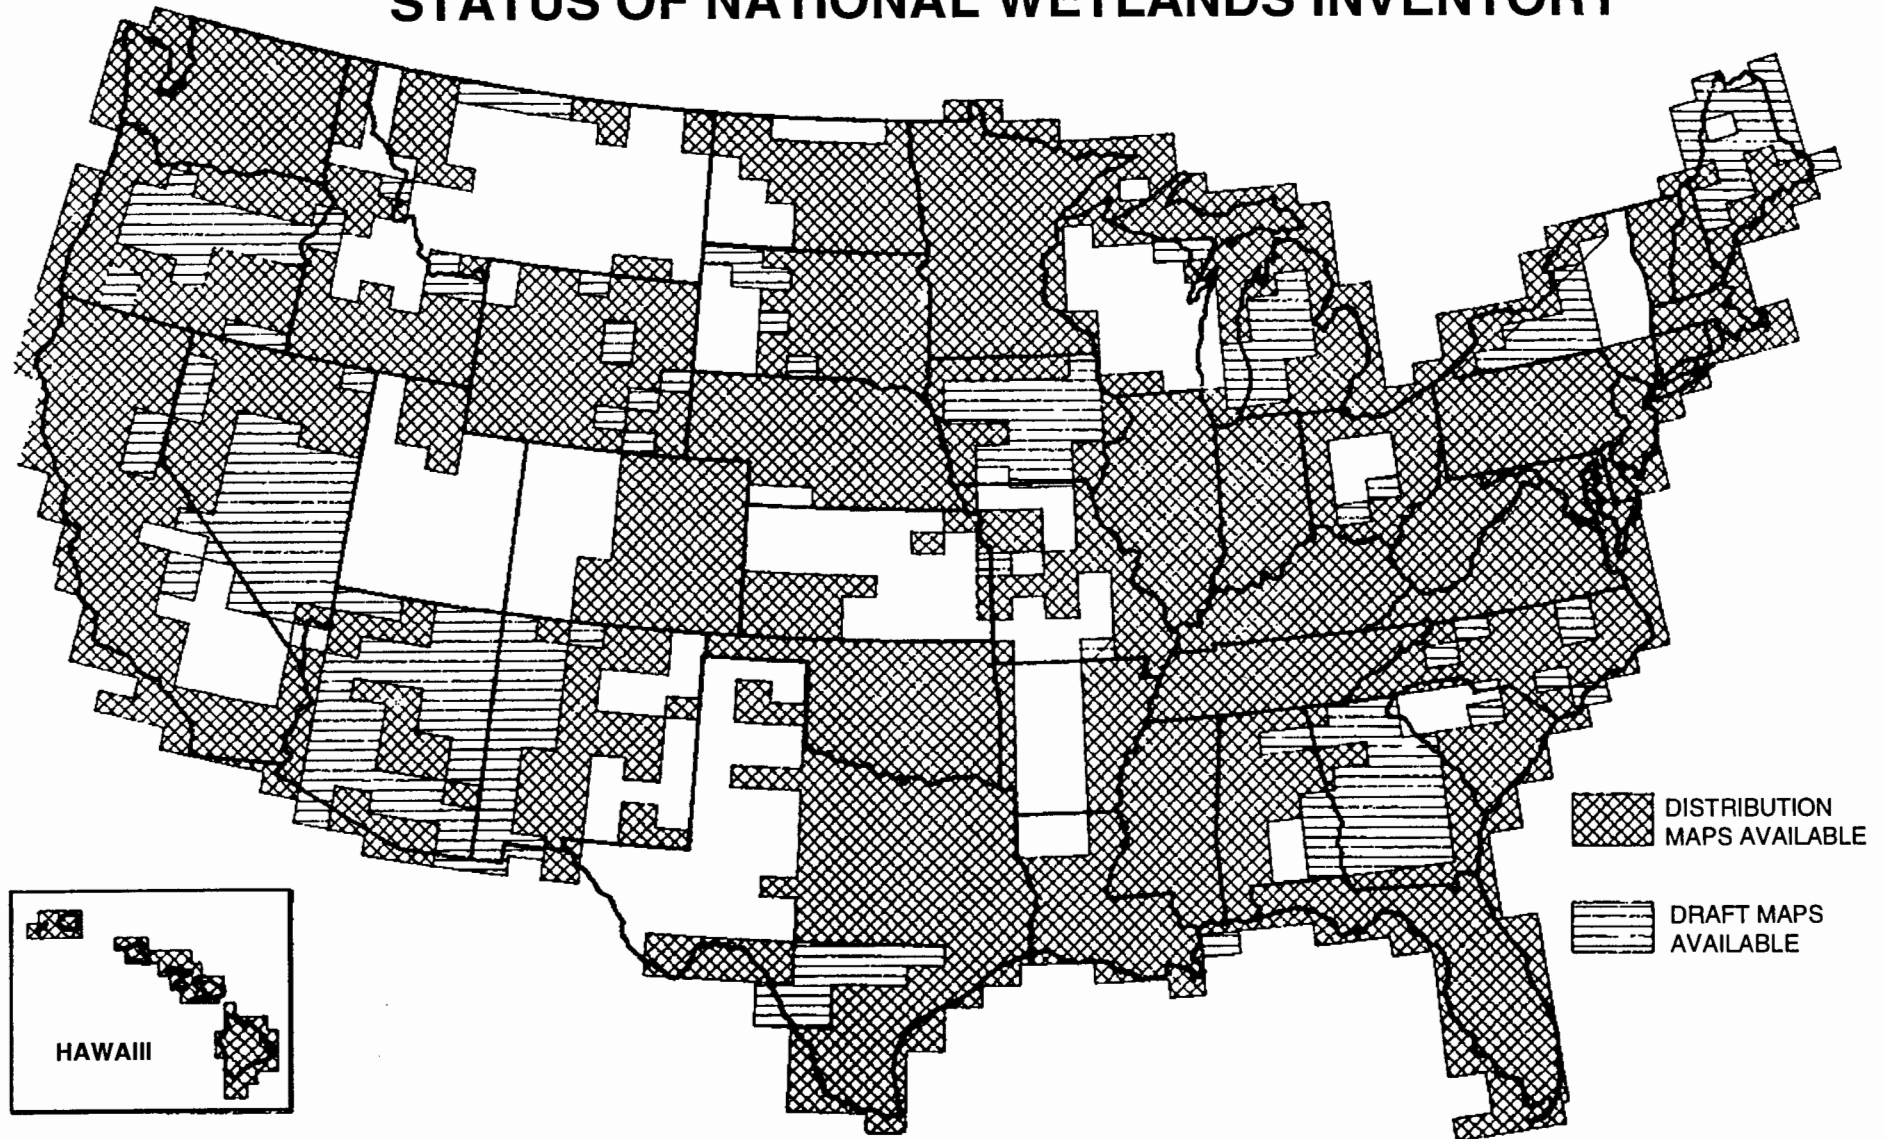 STATUS OF NATIONAL WETLANDS INVENTORY
DISTRIBUTION
MAPS AVAILABLE
DRAFT MAPS
AVAILABLE
HAWAIII